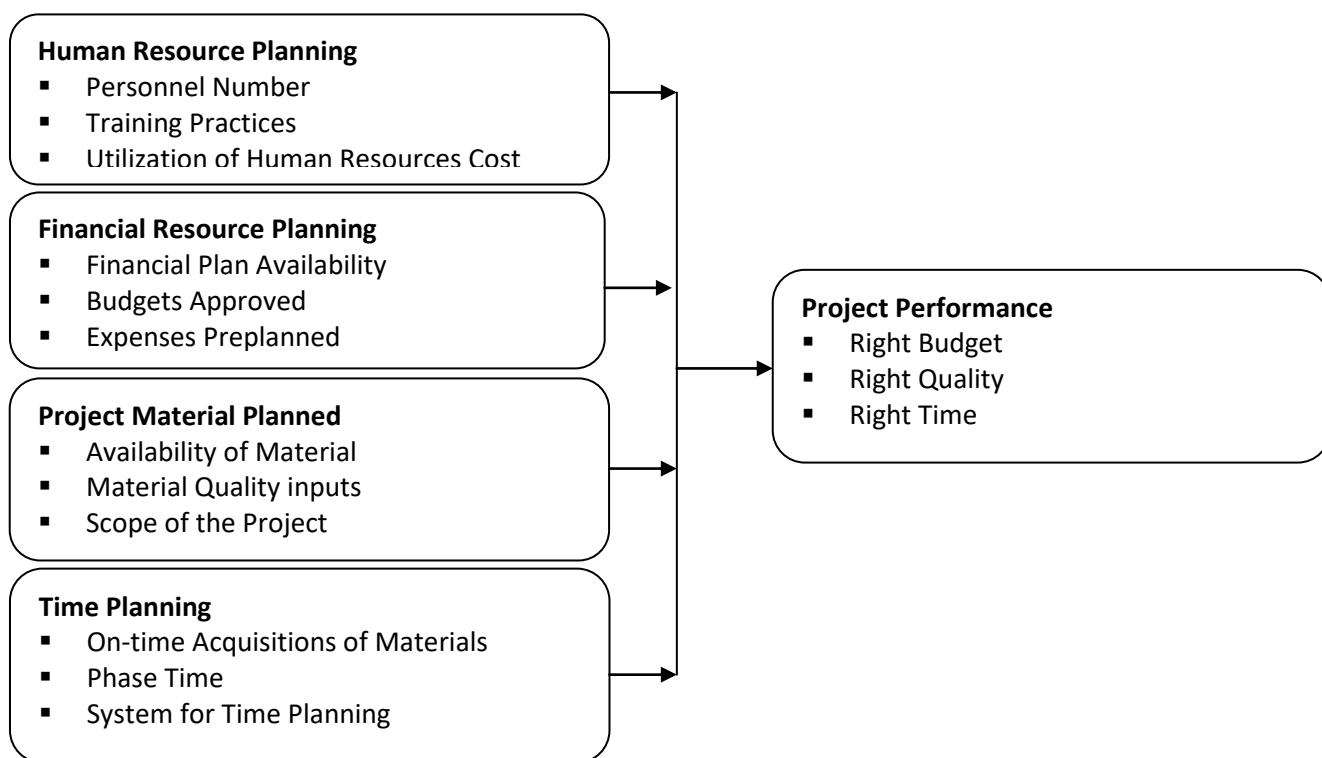 Human Resource Planning
▪ Personnel Number
▪ Training Practices
▪ Utilization of Human Resources Cost
Financial Resource Planning
▪ Financial Plan Availability
▪ Budgets Approved
▪ Expenses Preplanned
Project Material Planned
▪ Availability of Material
▪ Material Quality inputs
▪ Scope of the Project
Time Planning
▪ On-time Acquisitions of Materials
▪ Phase Time
▪ System for Time Planning
Project Performance
▪ Right Budget
▪ Right Quality
▪ Right Time